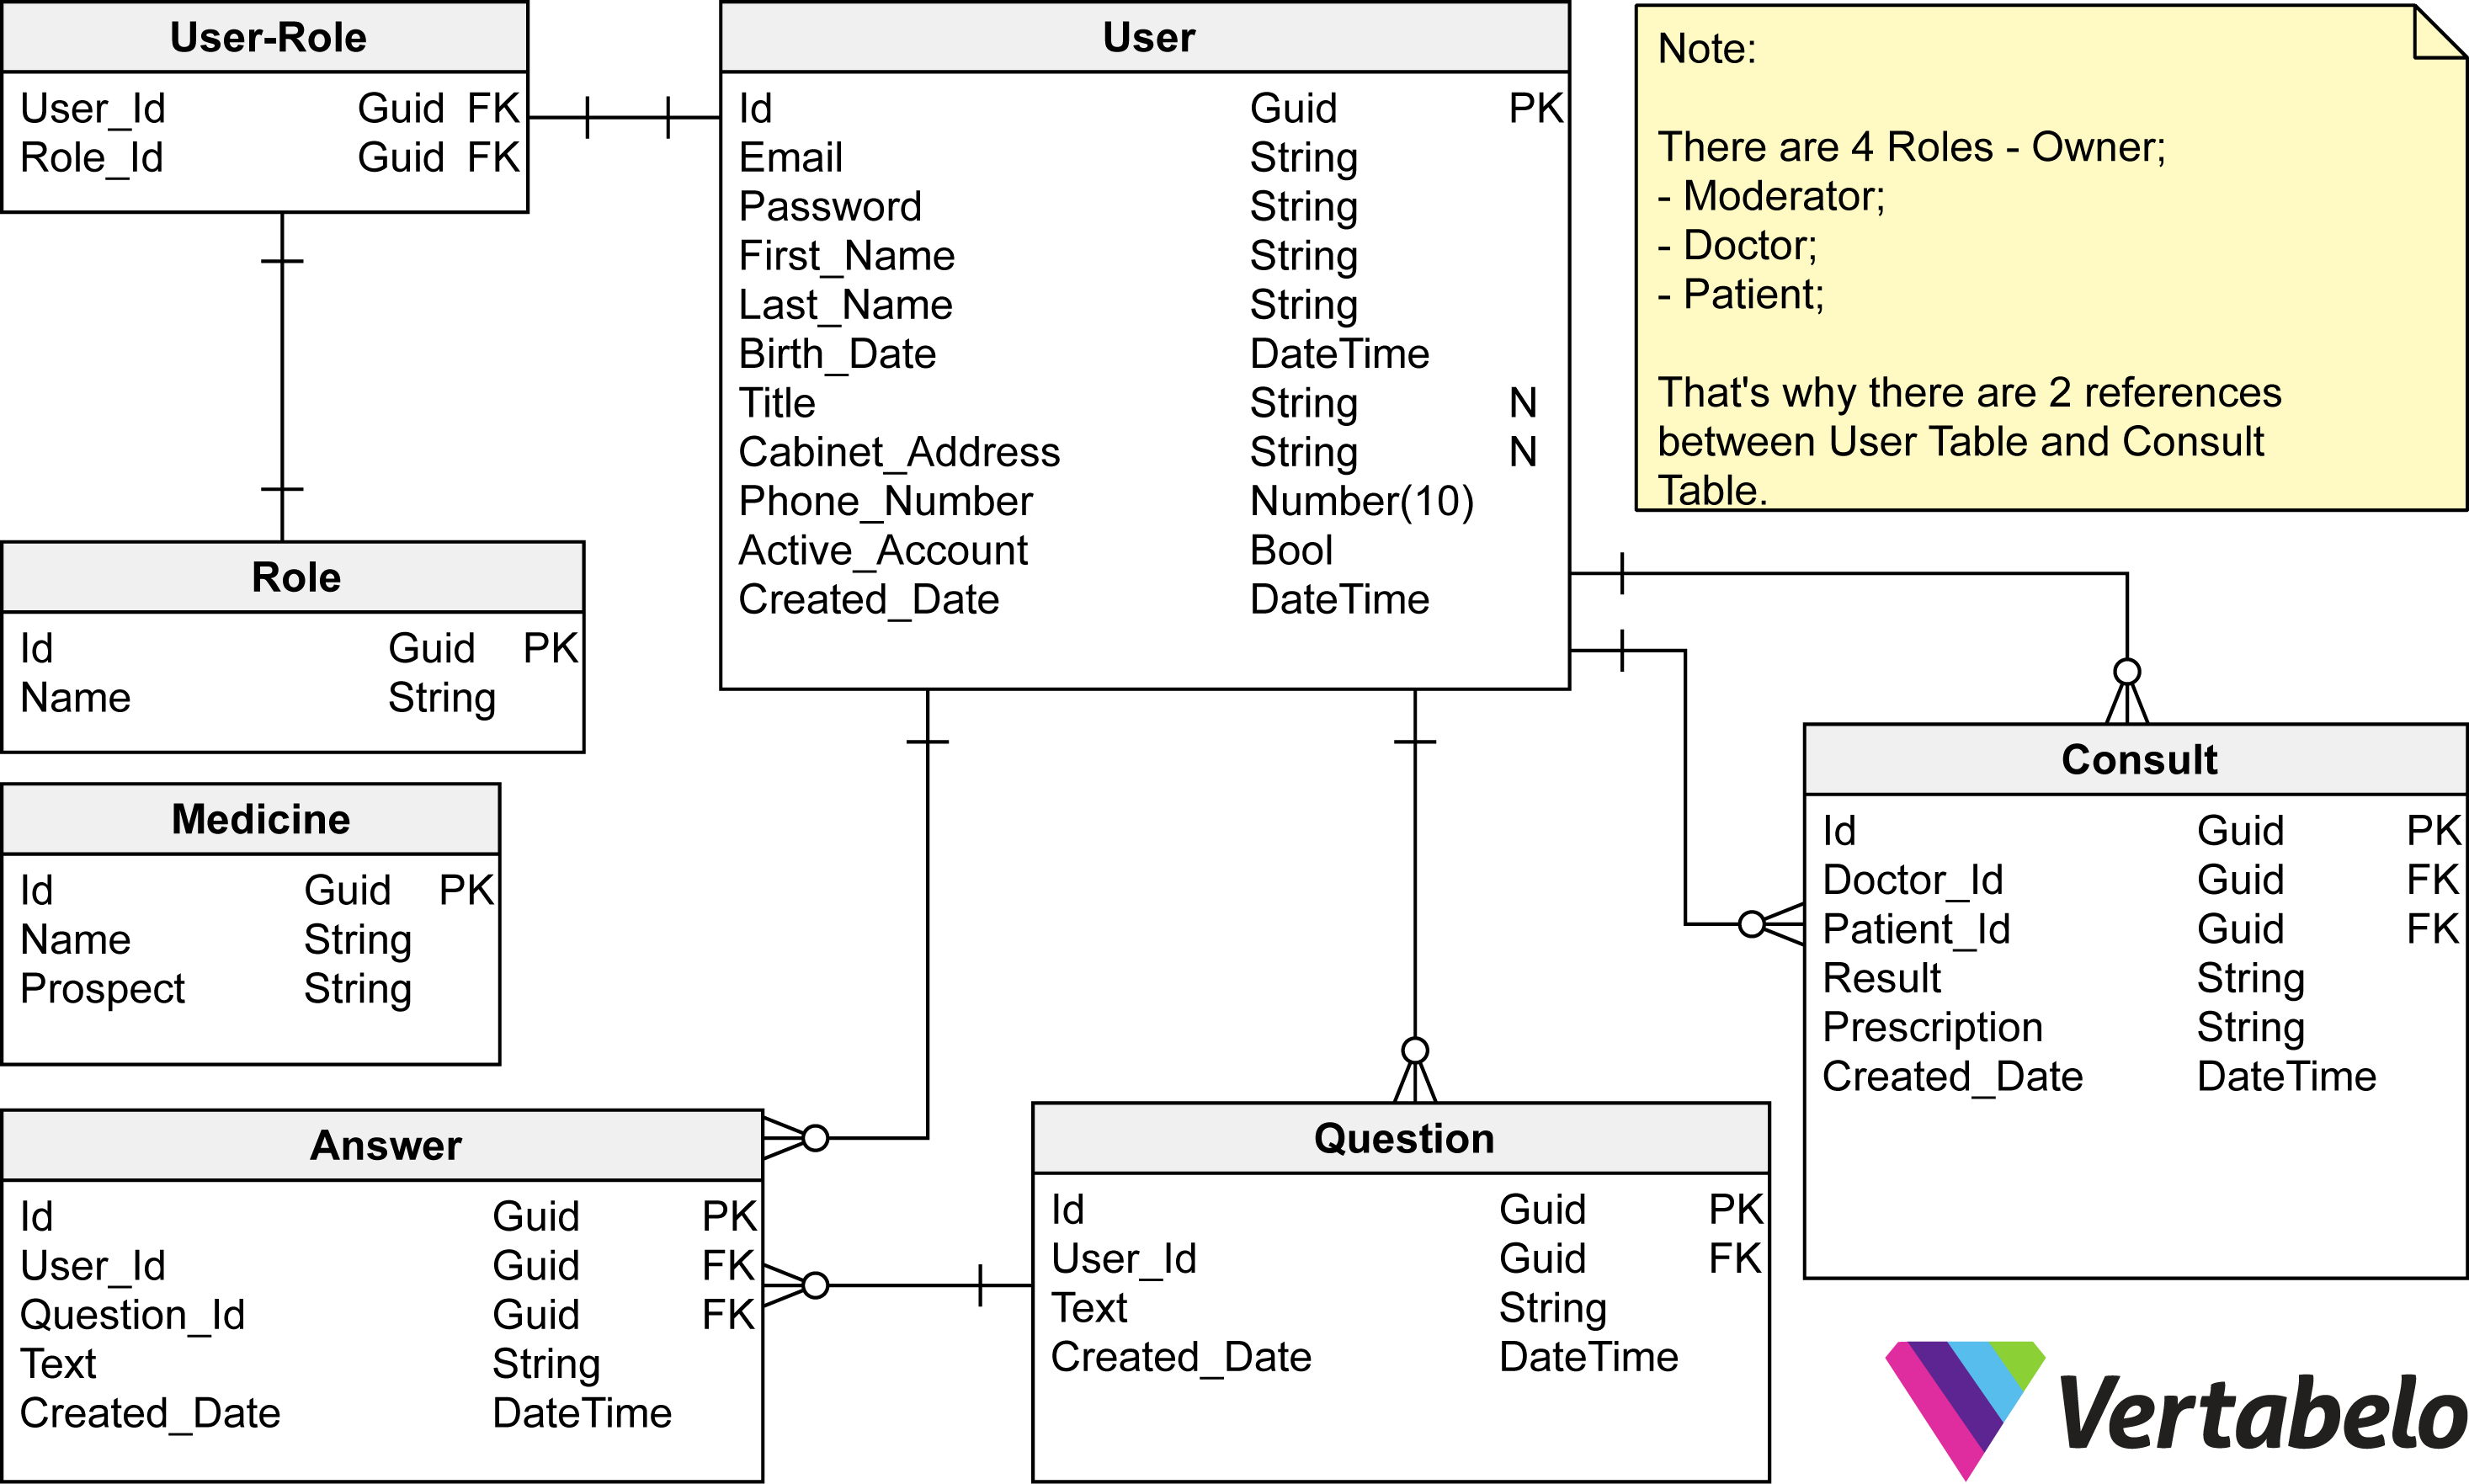 User-Role
User_Id Guid FK
Role_Id Guid FK
User
Id Guid PK
Email String
Password String
First_Name String
Last_Name String
Birth_Date DateTime
Title String N
Cabinet_Address String N
Phone_Number Number(10)
Active_Account Bool
Created_Date DateTime
Note:
There are 4 Roles - Owner;
- Moderator;
- Doctor;
- Patient;
That's why there are 2 references
between User Table and Consult
Table.
Role
Id Guid PK
Name String
Medicine
Id Guid PK
Name String
Prospect String
Consult
Id Guid PK
Doctor_Id Guid FK
Patient_Id Guid FK
Result String
Prescription String
Created_Date DateTime
Answer
Id Guid PK
User_Id Guid FK
Question_Id Guid FK
Text String
Created_Date DateTime
Question
Id Guid PK
User_Id Guid FK
Text String
Created_Date DateTime
Vertabelo